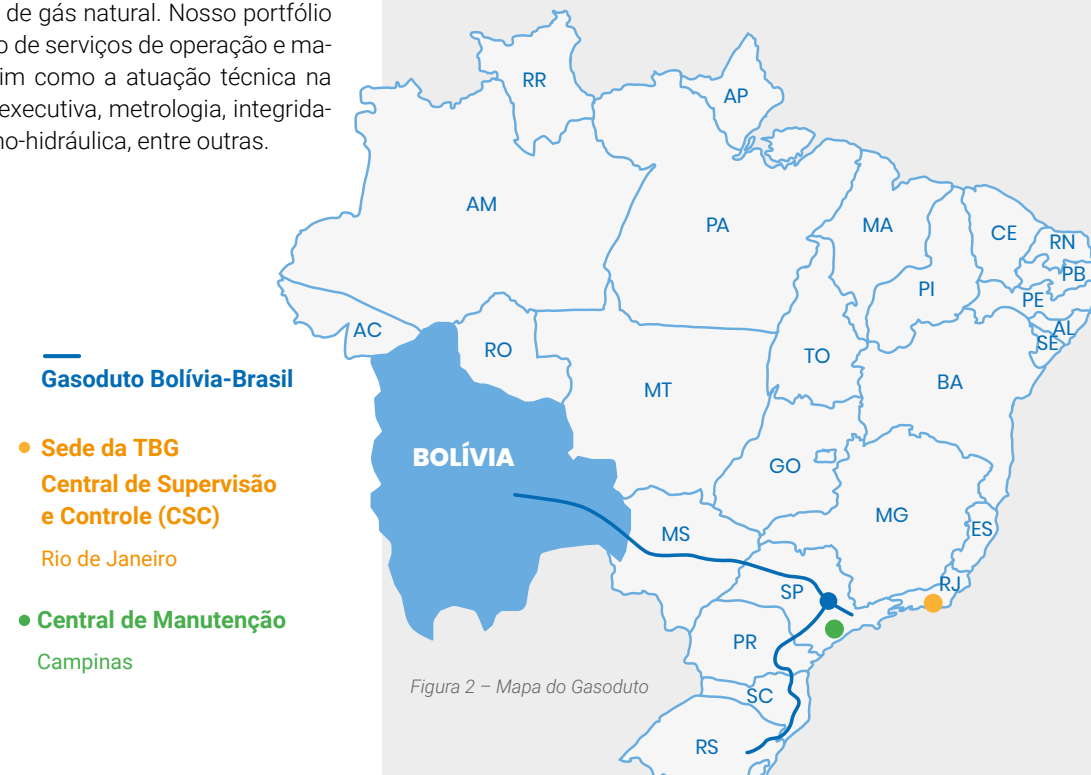 de gás natural. Nosso portfólio
o de serviços de operação e ma-
im como a atuação técnica na
executiva, metrologia, integrida-
no-hidráulica, entre outras.
RR
AP
AM
PA
MA
CE
RN
PB
PI
PE
AL
SE
AC
RO
TO
BA
MT
Gasoduto Bolívia-Brasil
Sede da TBG
Central de Supervisão
e Controle (CSC)
Rio de Janeiro
Central de Manutenção
Campinas
BOLÍVIA
GO
MG
ES
MS
RJ
SP
PR
SC
RS
Figura 2 – Mapa do Gasoduto